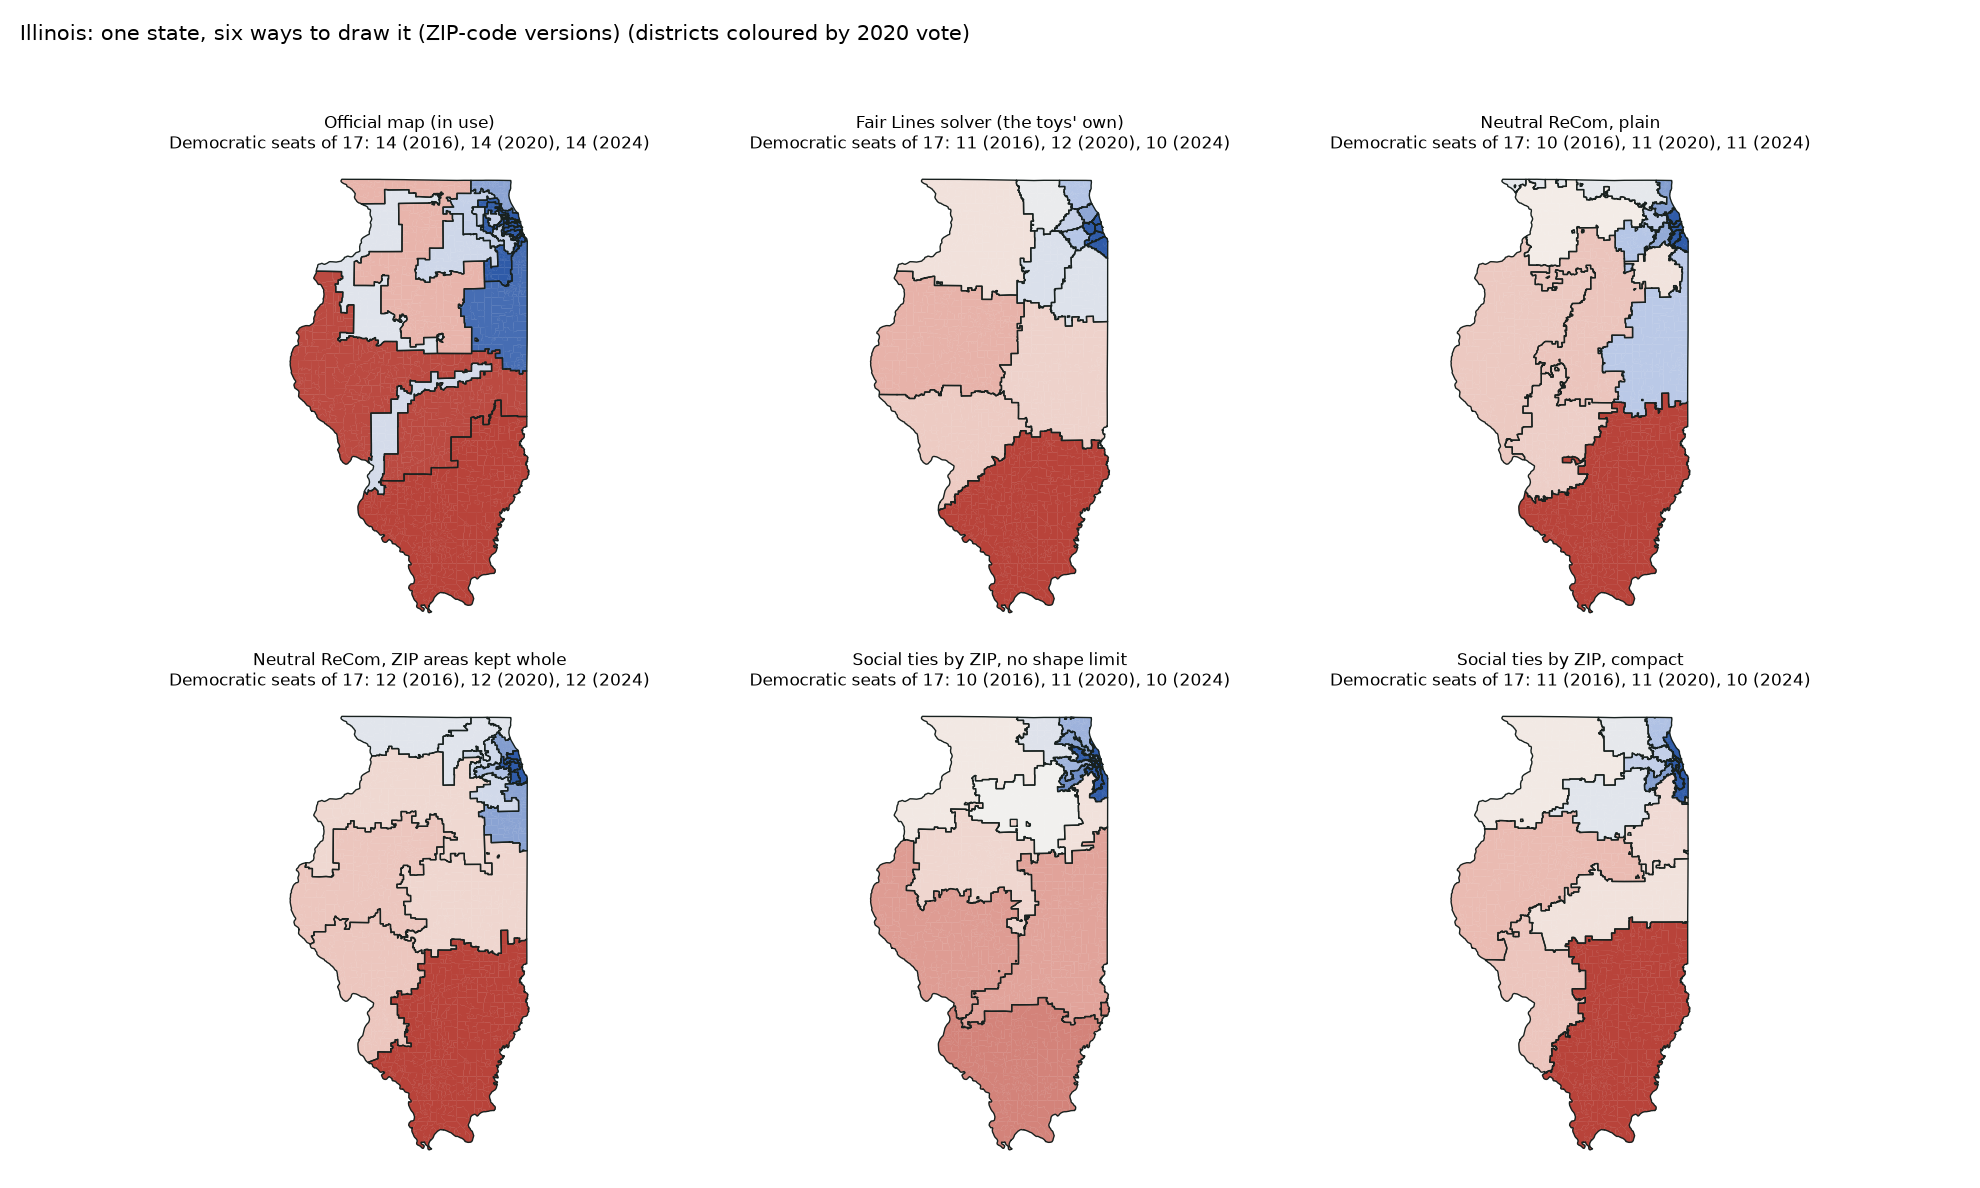 Illinois: one state, six ways to draw it (ZIP-code versions) (districts coloured by 2020 vote)
Official map (in use)
Democratic seats of 17: 14 (2016), 14 (2020), 14 (2024)
Fair Lines solver (the toys' own)
Democratic seats of 17: 11 (2016), 12 (2020), 10 (2024)
Neutral ReCom, plain
Democratic seats of 17: 10 (2016), 11 (2020), 11 (2024)
Neutral ReCom, ZIP areas kept whole
Democratic seats of 17: 12 (2016), 12 (2020), 12 (2024)
Social ties by ZIP, no shape limit
Democratic seats of 17: 10 (2016), 11 (2020), 10 (2024)
Social ties by ZIP, compact
Democratic seats of 17: 11 (2016), 11 (2020), 10 (2024)